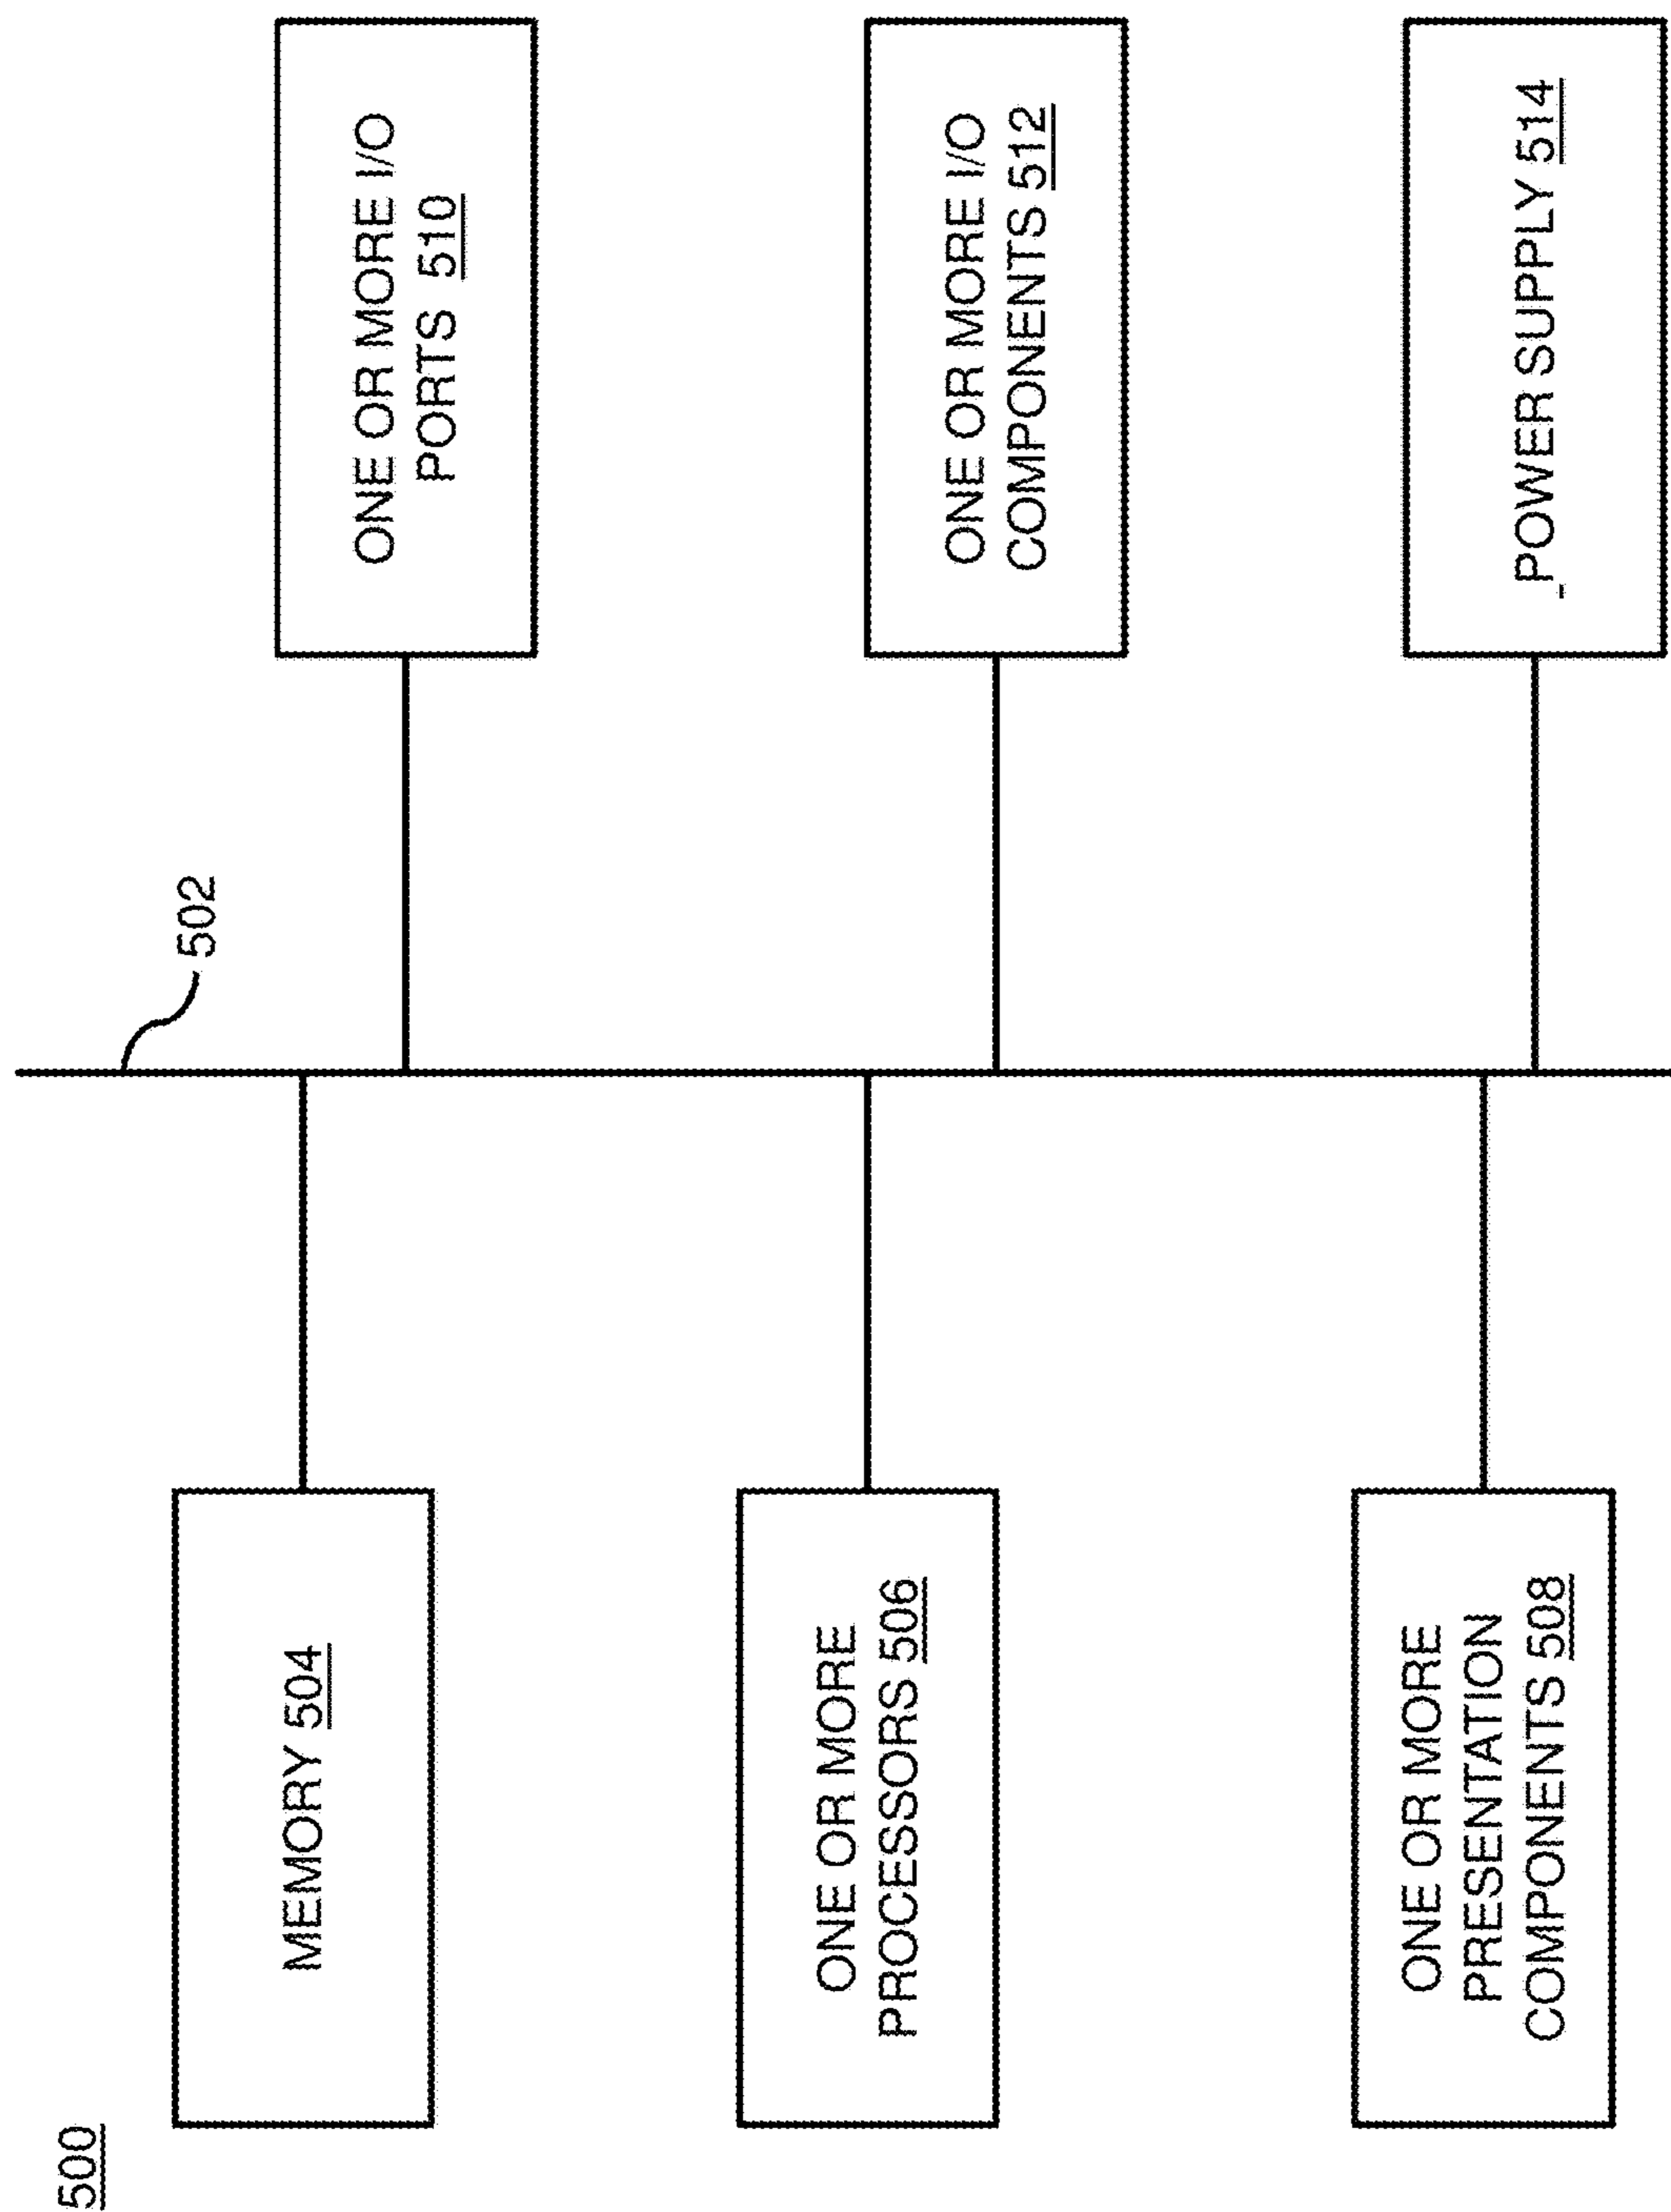 500
502
MEMORY 504
ONE OR MORE I/O
PORTS 510
ONE OR MORE
PROCESSORS 506
ONE OR MORE I/O
COMPONENTS 512
ONE OR MORE
PRESENTATION
COMPONENTS 508
POWER SUPPLY 514